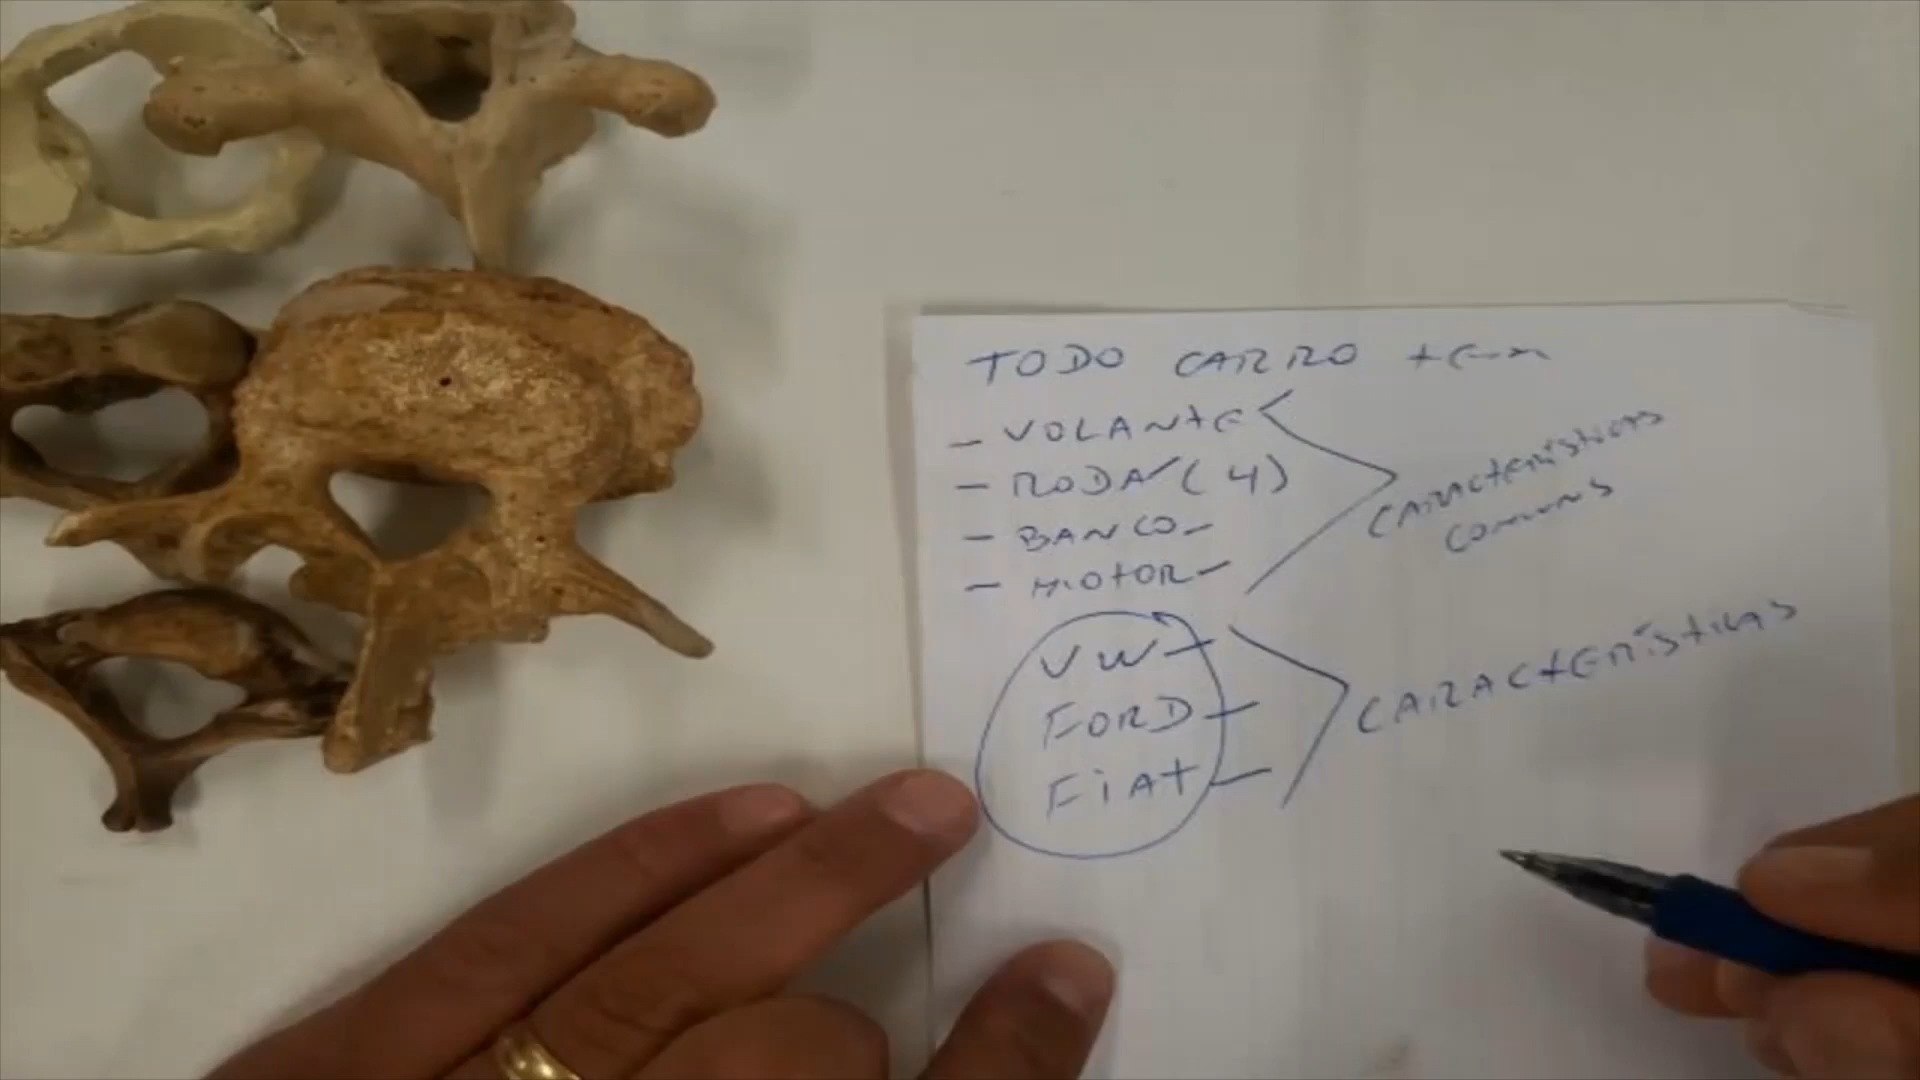 TODO CARRO tem
- VOLANTE
- RODA (4)
- BANCO
- MOTOR
CARACTERÍSTICAS
COMUNS
VW
FORD
FIAT
CARACTERÍSTICAS